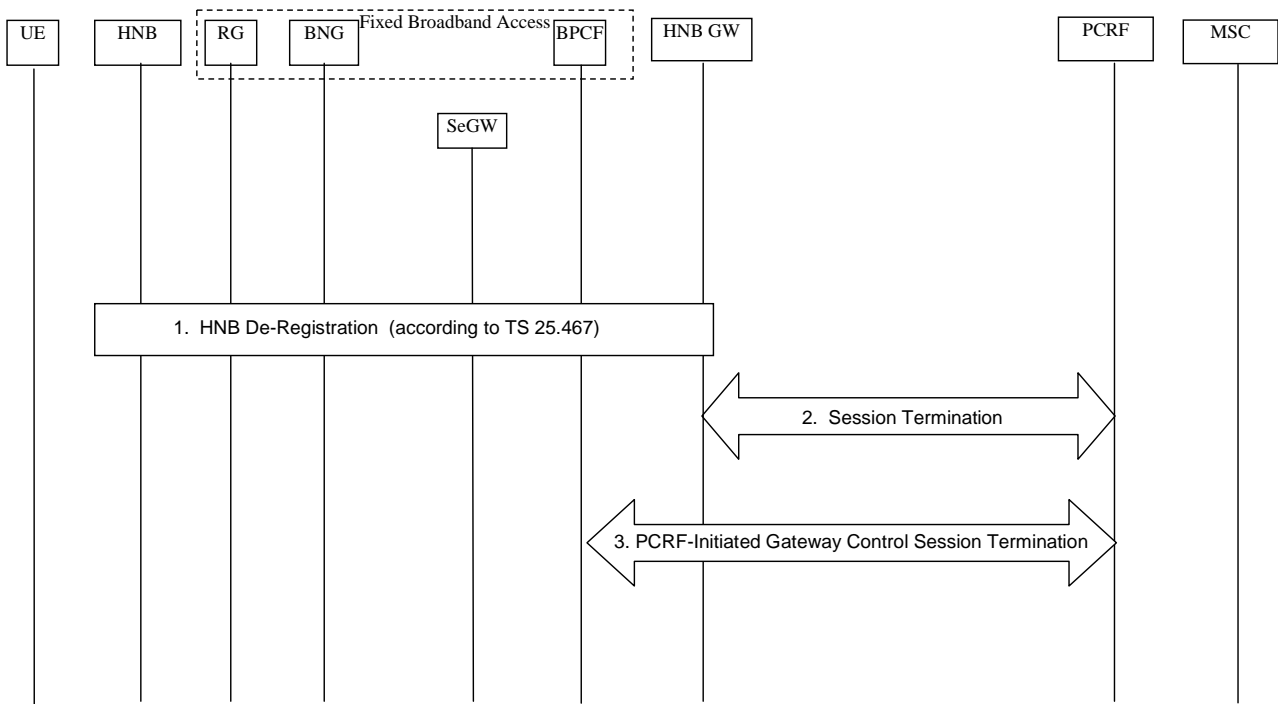 Fixed Broadband Access
UE
HNB
RG
BNG
BPCF
HNB GW
PCRF
MSC
SeGW
1. HNB De-Registration (according to TS 25.467)
2. Session Termination
3. PCRF-Initiated Gateway Control Session Termination